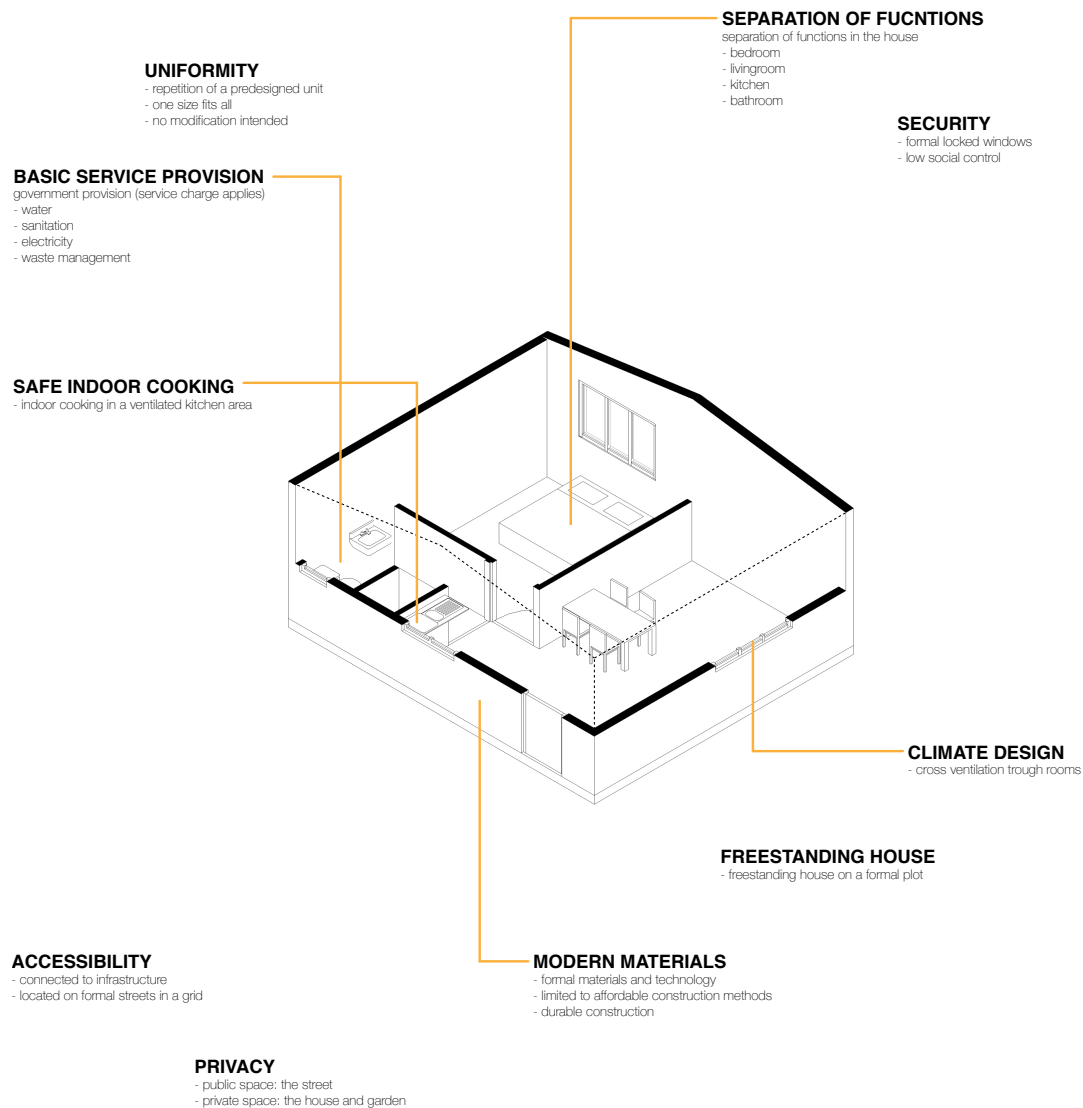 SEPARATION OF FUCNTIONS
separation of functions in the house
- bedroom
- livingroom
- kitchen
- bathroom
UNIFORMITY
- repetition of a predesigned unit
- one size fits all
- no modification intended
SECURITY
- formal locked windows
- low social control
BASIC SERVICE PROVISION
government provision (service charge applies)
- water
- sanitation
- electricity
- waste management
SAFE INDOOR COOKING
- indoor cooking in a ventilated kitchen area
CLIMATE DESIGN
- cross ventilation trough rooms
FREESTANDING HOUSE
- freestanding house on a formal plot
ACCESSIBILITY
- connected to infrastructure
- located on formal streets in a grid
MODERN MATERIALS
- formal materials and technology
- limited to affordable construction methods
- durable construction
PRIVACY
- public space: the street
- private space: the house and garden